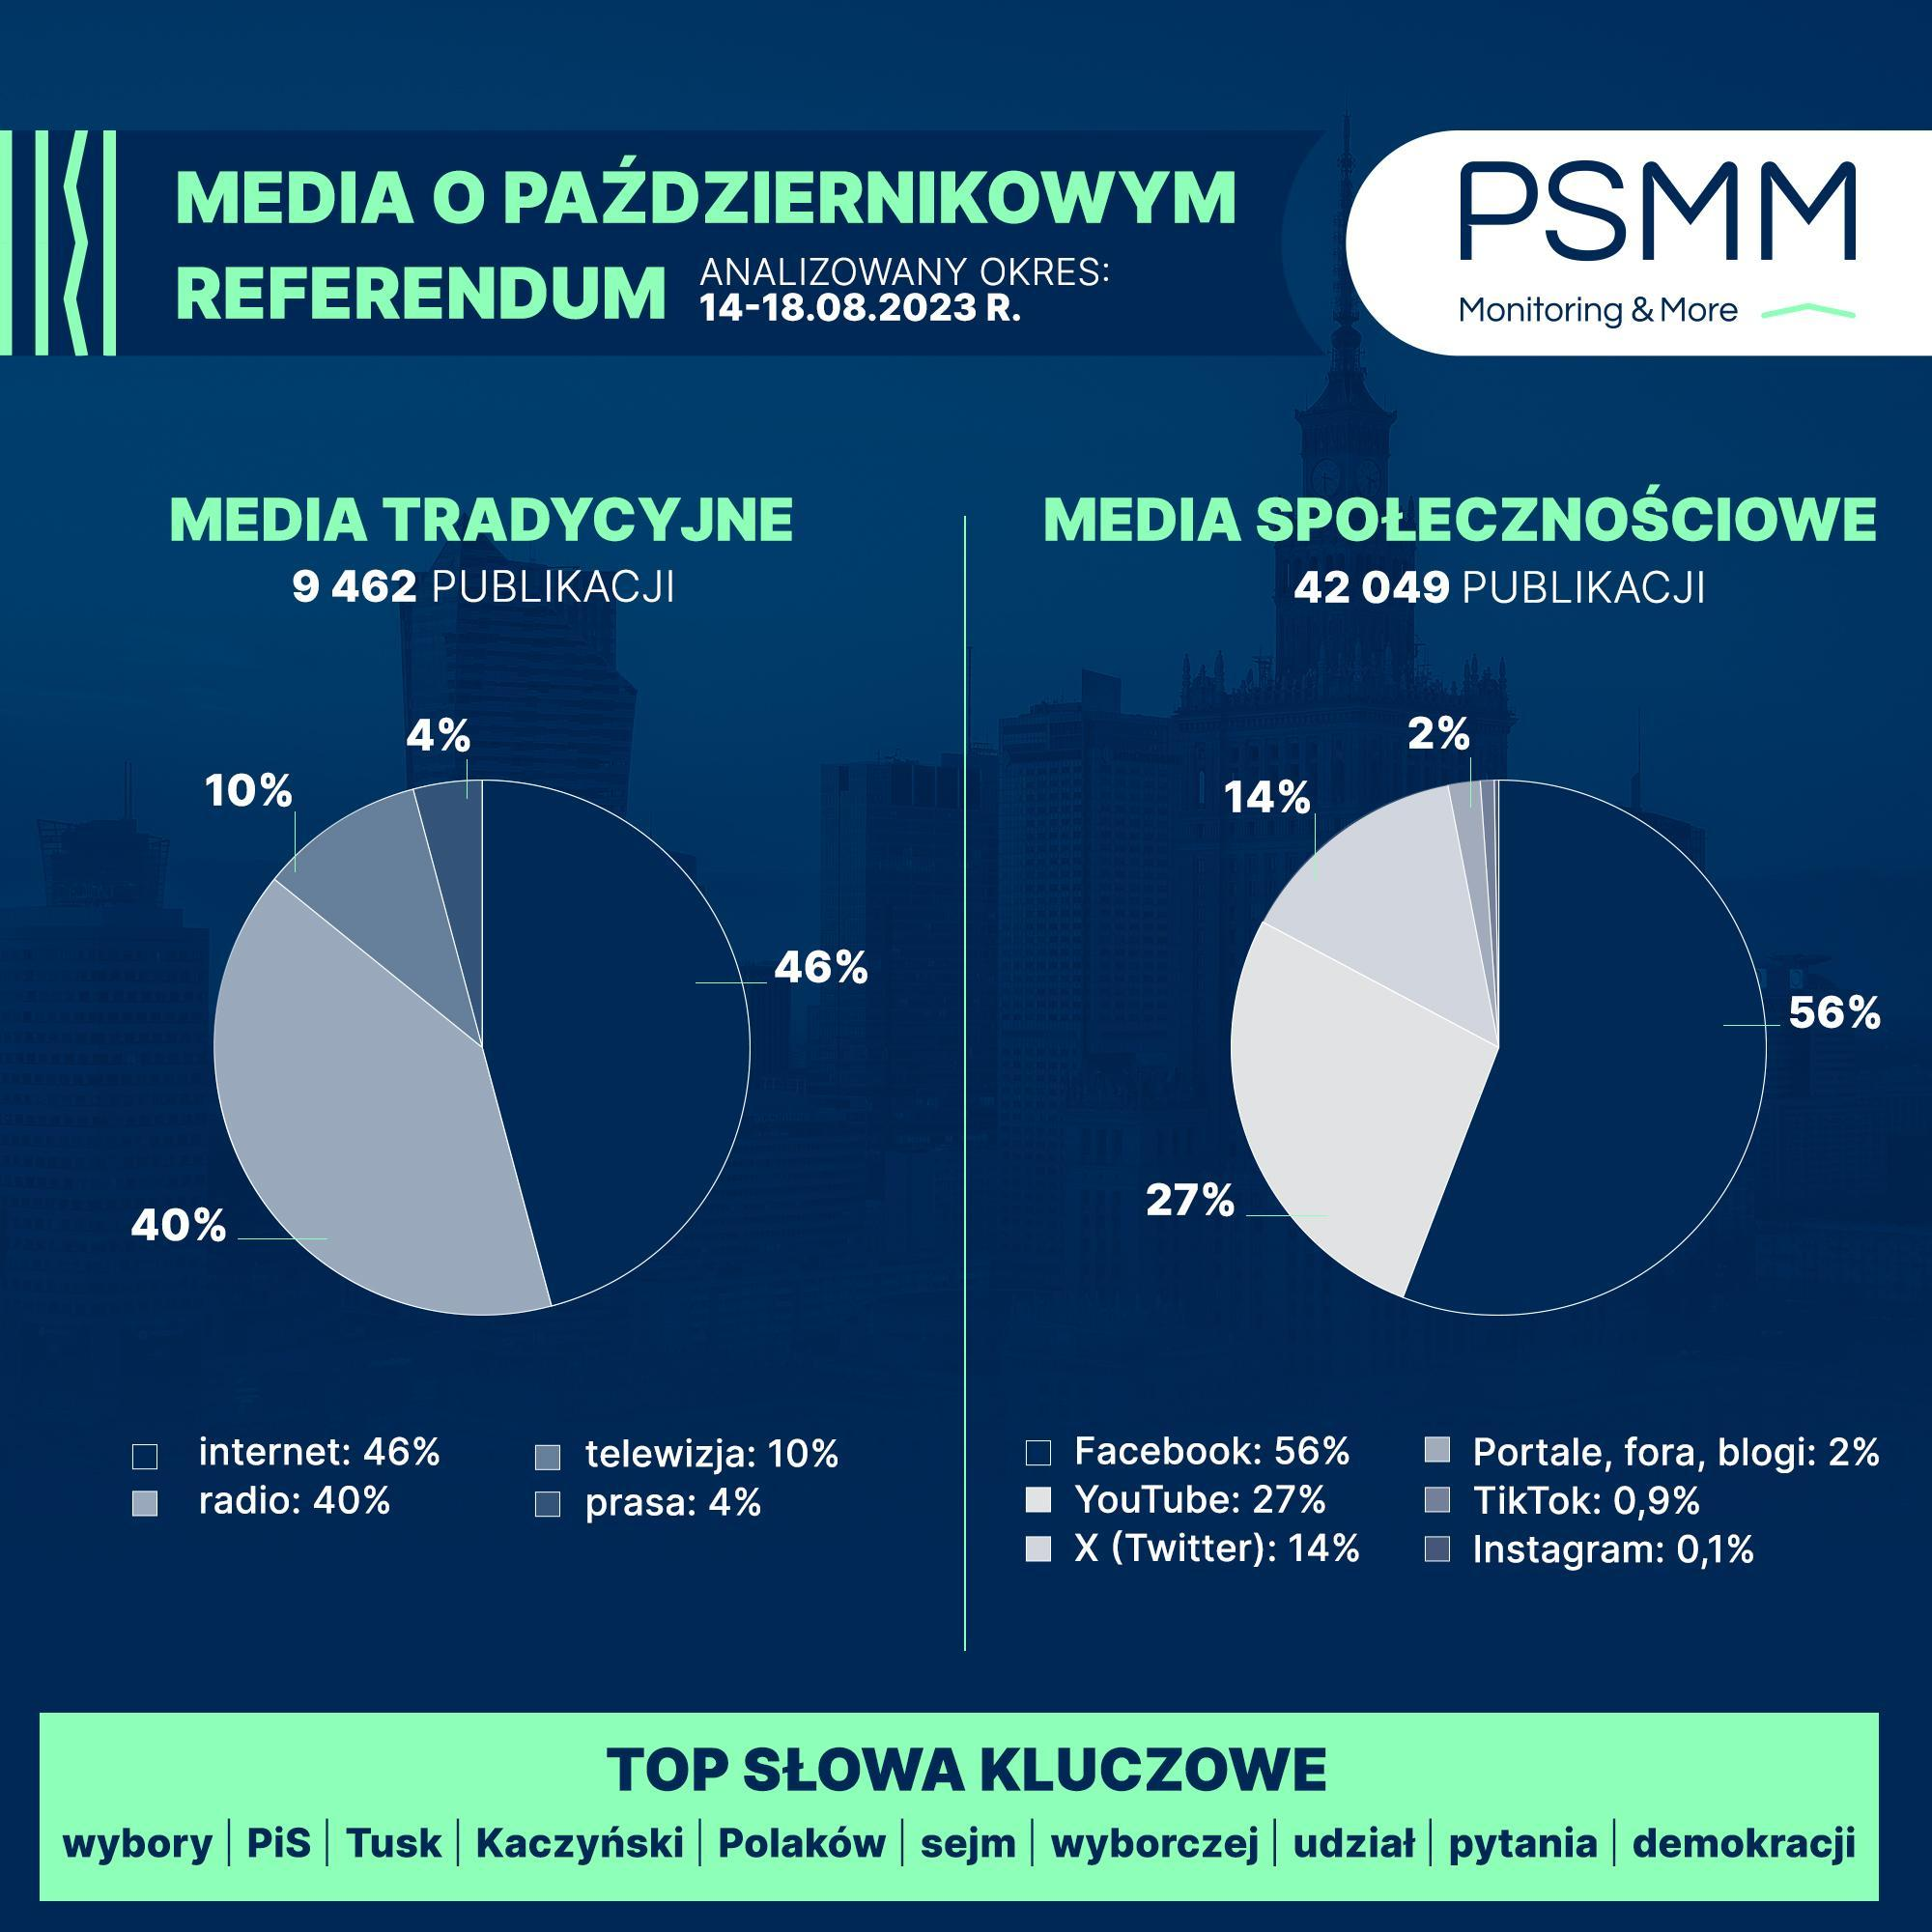 MEDIA O PAŹDZIERNIKOWYM
REFERENDUM
ANALIZOWANY OKRES:
14-18.08.2023 R.
PSMM
Monitoring & More
MEDIA TRADYCYJNE
9 462 PUBLIKACJI
4%
10%
46%
40%
internet: 46%
radio: 40%
telewizja: 10%
prasa: 4%
MEDIA SPOŁECZNOŚCIOWE
42 049 PUBLIKACJI
2%
14%
56%
27%
Facebook: 56%
YouTube: 27%
X (Twitter): 14%
Portale, fora, blogi: 2%
TikTok: 0,9%
Instagram: 0,1%
TOP SŁOWA KLUCZOWE
wybory | PiS | Tusk | Kaczyński | Polaków | sejm | wyborczej | udział | pytania | demokracji